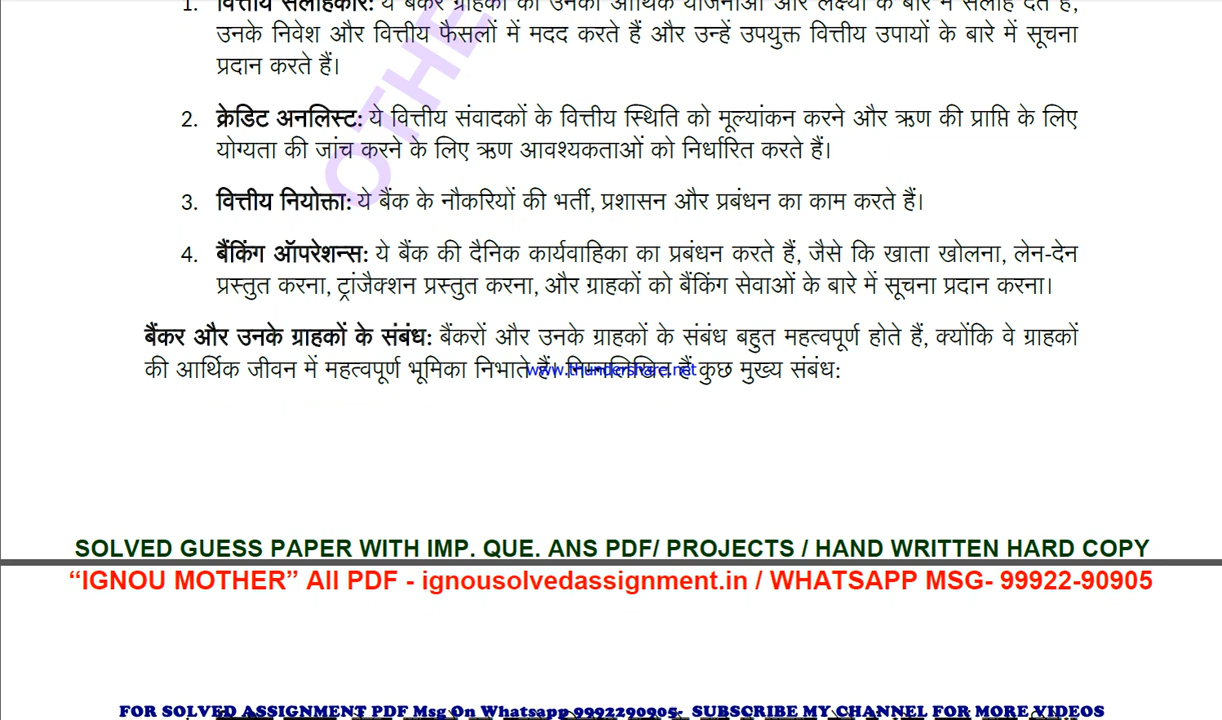 1. वित्तीय सलाहकार: ये बैंकर ग्राहकों को उनकी आर्थिक योजनाओं और लक्ष्यों के बारे में सलाह देते हैं,
उनके निवेश और वित्तीय फैसलों में मदद करते हैं और उन्हें उपयुक्त वित्तीय उपायों के बारे में सूचना
प्रदान करते हैं।
2. क्रेडिट अनलिस्ट: ये वित्तीय संवादकों के वित्तीय स्थिति को मूल्यांकन करने और ऋण की प्राप्ति के लिए
योग्यता की जांच करने के लिए ऋण आवश्यकताओं को निर्धारित करते हैं।
3. वित्तीय नियोक्ता: ये बैंक के नौकरियों की भर्ती, प्रशासन और प्रबंधन का काम करते हैं।
4. बैंकिंग ऑपरेशन्स: ये बैंक की दैनिक कार्यवाहिका का प्रबंधन करते हैं, जैसे कि खाता खोलना, लेन-देन
प्रस्तुत करना, ट्रांजैक्शन प्रस्तुत करना, और ग्राहकों को बैंकिंग सेवाओं के बारे में सूचना प्रदान करना।
बैंकर और उनके ग्राहकों के संबंध: बैंकरों और उनके ग्राहकों के संबंध बहुत महत्वपूर्ण होते हैं, क्योंकि वे ग्राहकों
की आर्थिक जीवन में महत्वपूर्ण भूमिका निभाते हैं। निम्नलिखित हैं कुछ मुख्य संबंध:
www.thundershare.net
OTHE
SOLVED GUESS PAPER WITH IMP. QUE. ANS PDF/ PROJECTS / HAND WRITTEN HARD COPY
“IGNOU MOTHER” All PDF - ignousolvedassignment.in / WHATSAPP MSG- 99922-90905
FOR SOLVED ASSIGNMENT PDF Msg On Whatsapp 9992290905- SUBSCRIBE MY CHANNEL FOR MORE VIDEOS